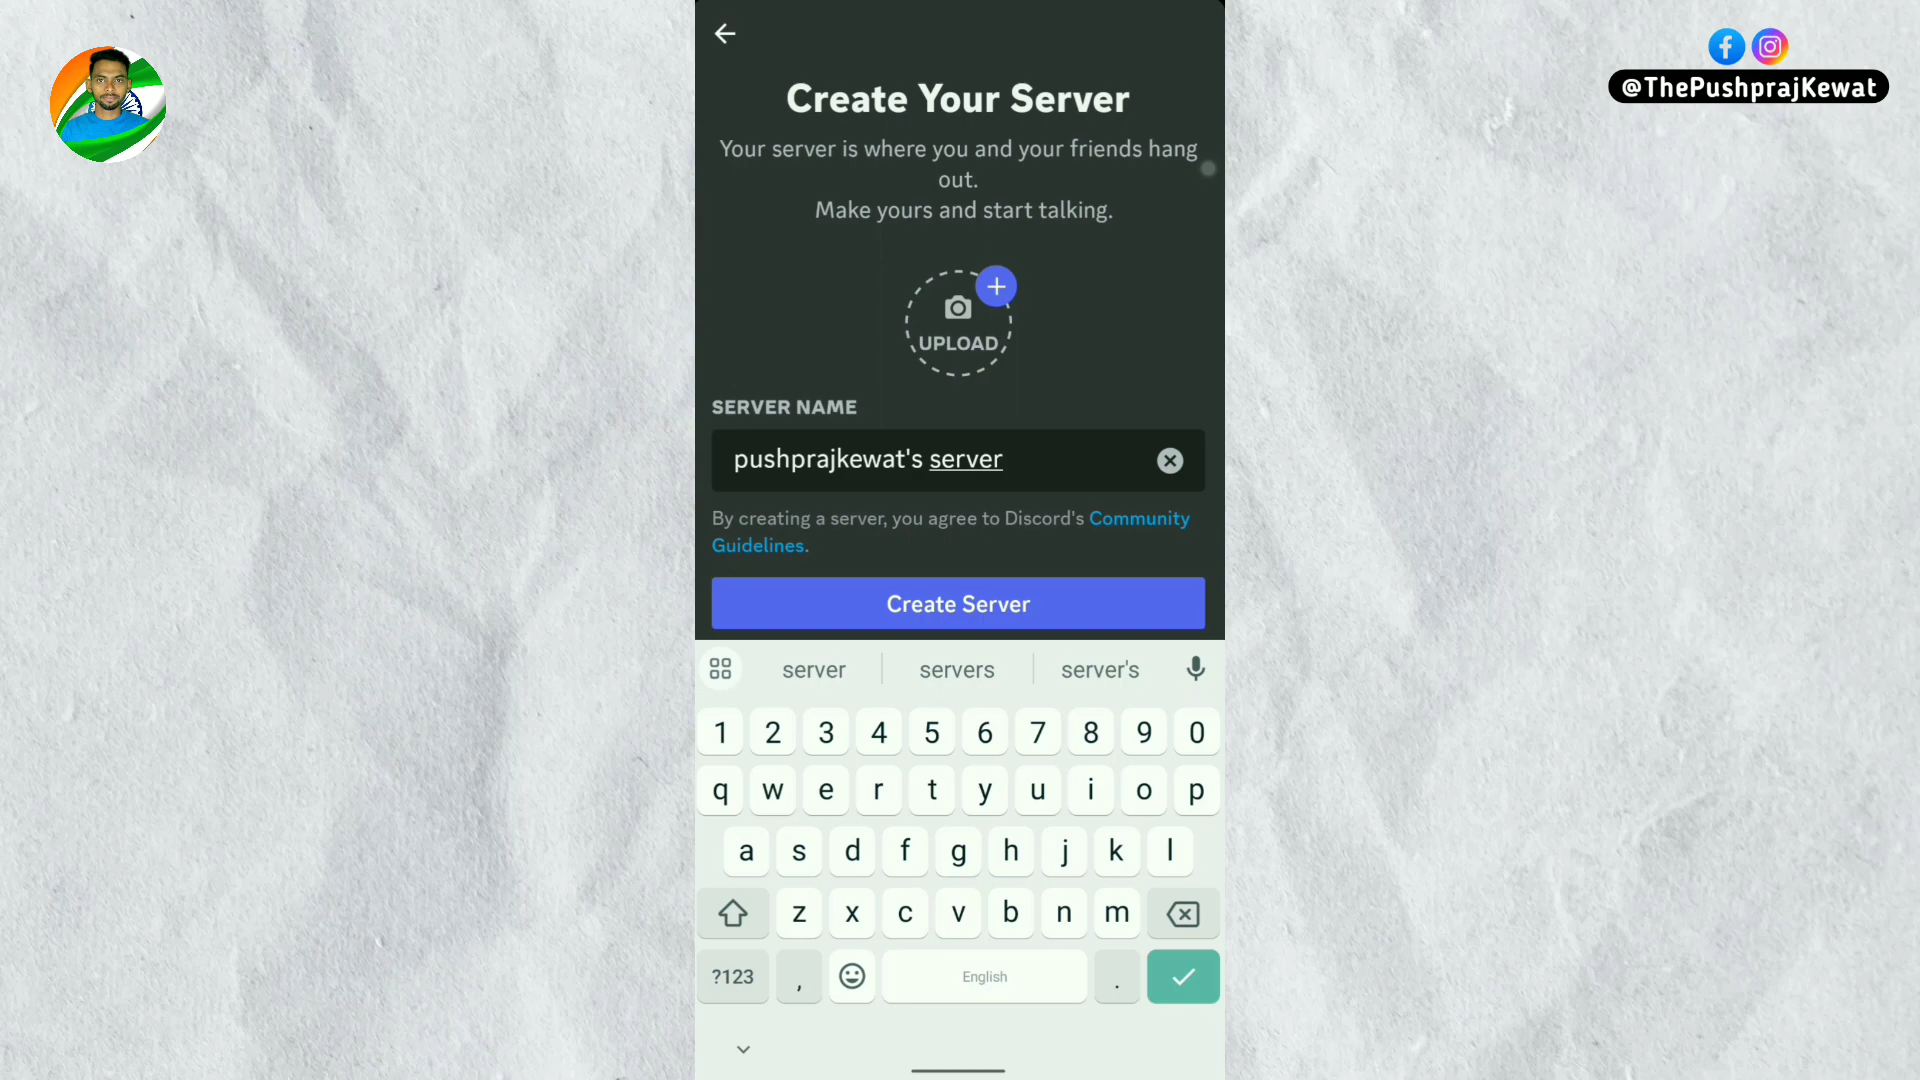 @ThePushprajKewat
Create Your Server
Your server is where you and your friends hang
out.
Make yours and start talking.
UPLOAD
SERVER NAME
pushprajkewat's server
By creating a server, you agree to Discord's Community
Guidelines.
Create Server
server servers server's
1 2 3 4 5 6 7 8 9 0
q w e r t y u i o p
a s d f g h j k l
z x c v b n m
?123 , English .